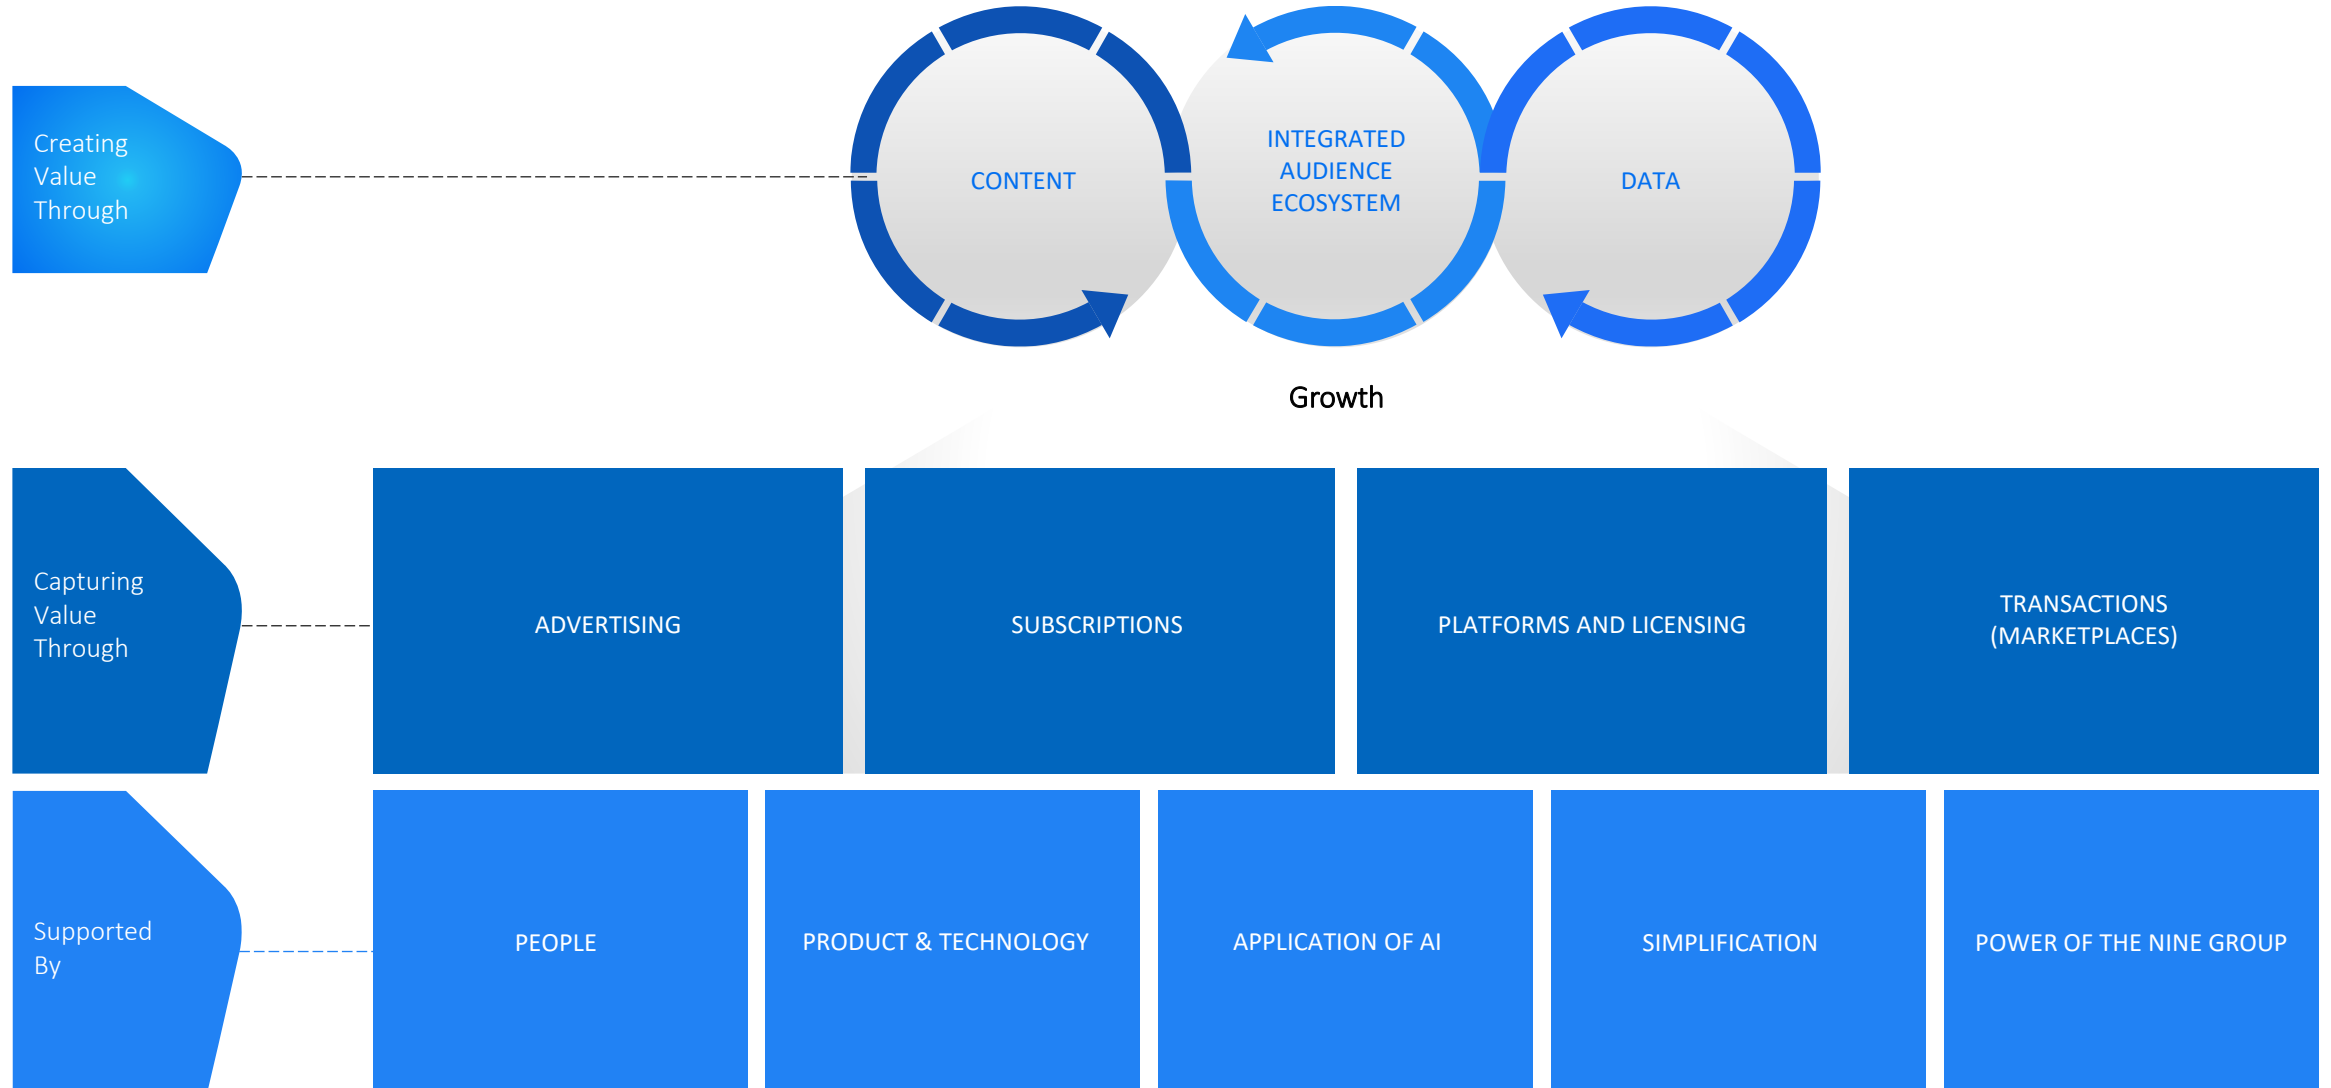 Creating
Value
Through
CONTENT
INTEGRATED
AUDIENCE
ECOSYSTEM
DATA
Growth
Capturing
Value
Through
ADVERTISING
SUBSCRIPTIONS
PLATFORMS AND LICENSING
TRANSACTIONS
(MARKETPLACES)
Supported
By
PEOPLE
PRODUCT & TECHNOLOGY
APPLICATION OF AI
SIMPLIFICATION
POWER OF THE NINE GROUP